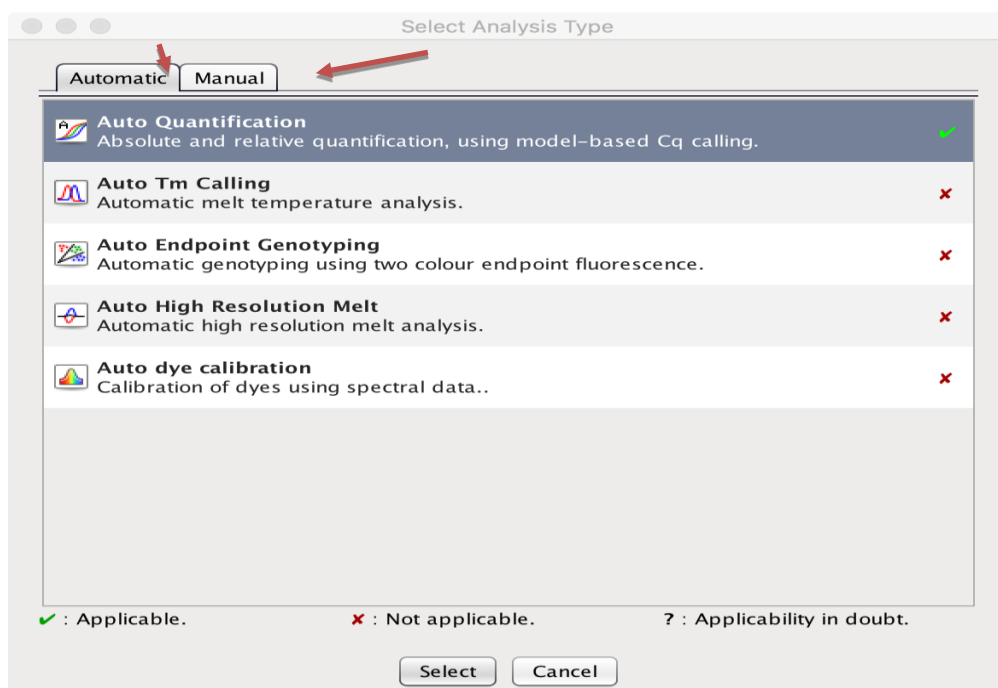 Select Analysis Type
Automatic Manual
Auto Quantification
Absolute and relative quantification, using model-based Cq calling.
Auto Tm Calling
Automatic melt temperature analysis.
Auto Endpoint Genotyping
Automatic genotyping using two colour endpoint fluorescence.
Auto High Resolution Melt
Automatic high resolution melt analysis.
Auto dye calibration
Calibration of dyes using spectral data..
✔ : Applicable. ✘ : Not applicable. ? : Applicability in doubt.
Select Cancel